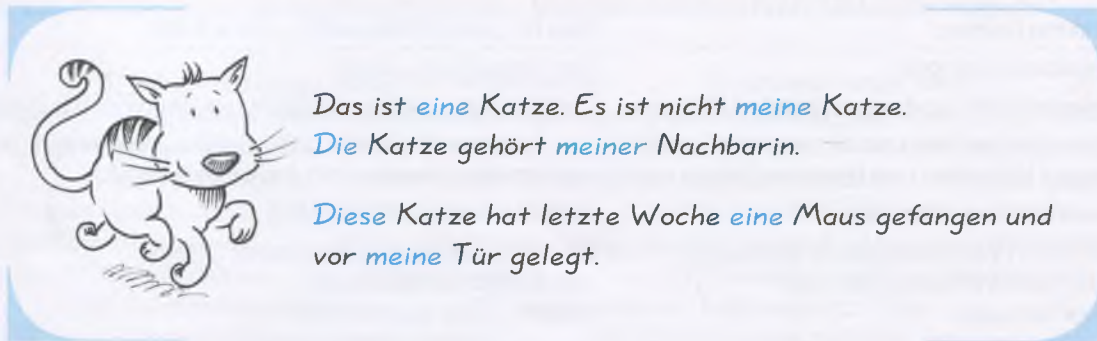 Das ist eine Katze. Es ist nicht meine Katze.
Die Katze gehört meiner Nachbarin.
Diese Katze hat letzte Woche eine Maus gefangen und
vor meine Tür gelegt.